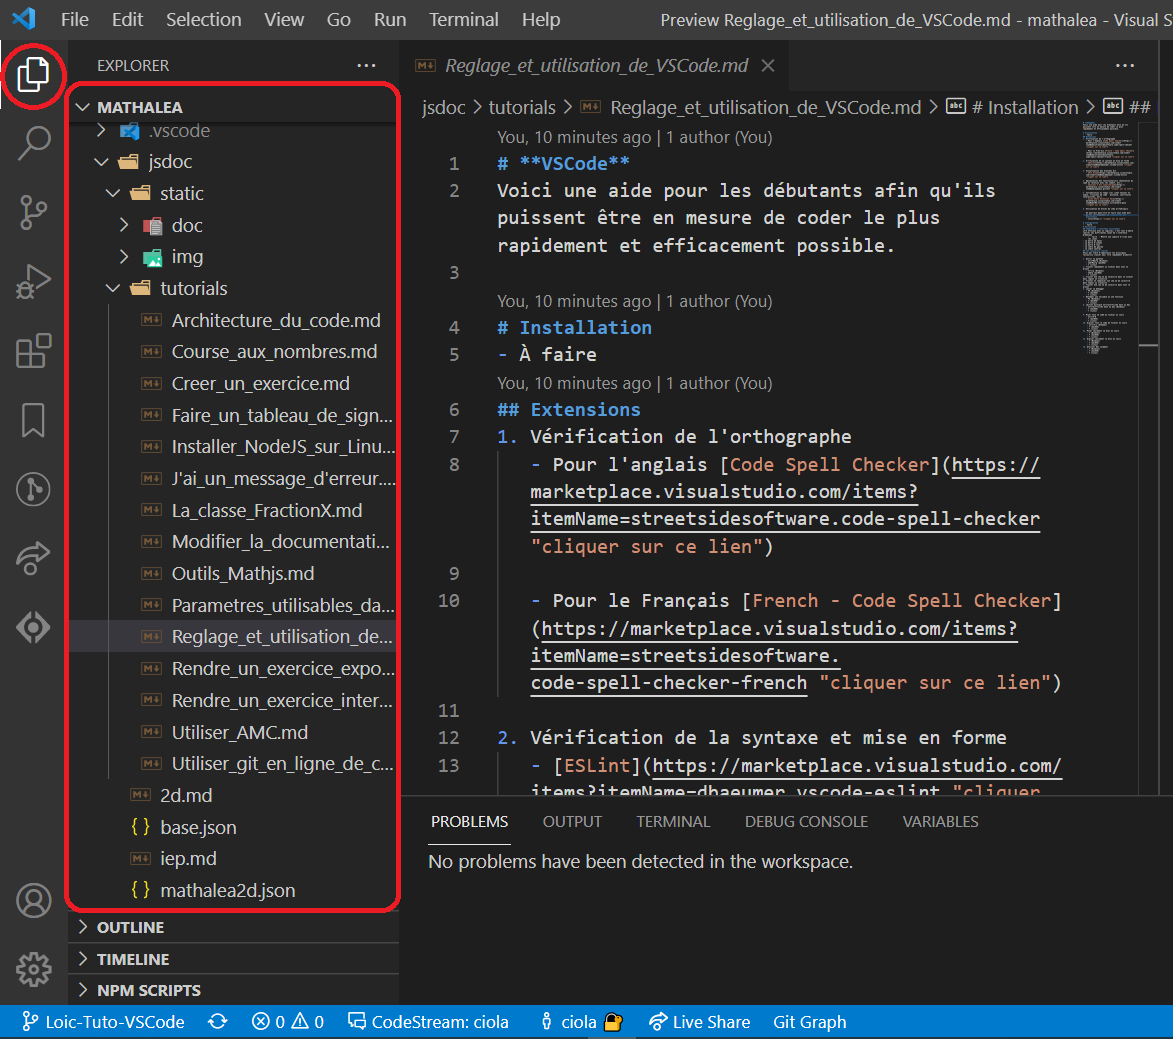 File Edit Selection View Go Run Terminal Help Preview Reglage_et_utilisation_de_VSCode.md - mathalea - Visual S
EXPLORER
MATHALEA
.vscode
jsdoc
static
doc
img
tutorials
Architecture_du_code.md
Course_aux_nombres.md
Creer_un_exercice.md
Faire_un_tableau_de_sign...
Installer_NodeJS_sur_Linu...
J'ai_un_message_d'erreur....
La_classe_FractionX.md
Modifier_la_documentati...
Outils_Mathjs.md
Parametres_utilisables_da...
Reglage_et_utilisation_de...
Rendre_un_exercice_expo...
Rendre_un_exercice_inter...
Utiliser_AMC.md
Utiliser_git_en_ligne_de_c...
2d.md
{ } base.json
iep.md
{ } mathalea2d.json
OUTLINE
TIMELINE
NPM SCRIPTS
Reglage_et_utilisation_de_VSCode.md
jsdoc > tutorials > Reglage_et_utilisation_de_VSCode.md > abc # Installation > abc ##
You, 10 minutes ago | 1 author (You)
1 # **VSCode**
2 Voici une aide pour les débutants afin qu'ils
puissent être en mesure de coder le plus
rapidement et efficacement possible.
3
You, 10 minutes ago | 1 author (You)
4 # Installation
5 - À faire
You, 10 minutes ago | 1 author (You)
6 ## Extensions
7 1. Vérification de l'orthographe
8 - Pour l'anglais [Code Spell Checker](https://
marketplace.visualstudio.com/items?
itemName=streetsidesoftware.code-spell-checker
"cliquer sur ce lien")
9
10 - Pour le Français [French - Code Spell Checker]
(https://marketplace.visualstudio.com/items?
itemName=streetsidesoftware.
code-spell-checker-french "cliquer sur ce lien")
11
12 2. Vérification de la syntaxe et mise en forme
13 - [ESLint](https://marketplace.visualstudio.com/
items?itemName=dbaeumer.vscode-eslint "cliquer
PROBLEMS OUTPUT TERMINAL DEBUG CONSOLE VARIABLES
No problems have been detected in the workspace.
Loic-Tuto-VSCode 0 0 CodeStream: ciola ciola Live Share Git Graph